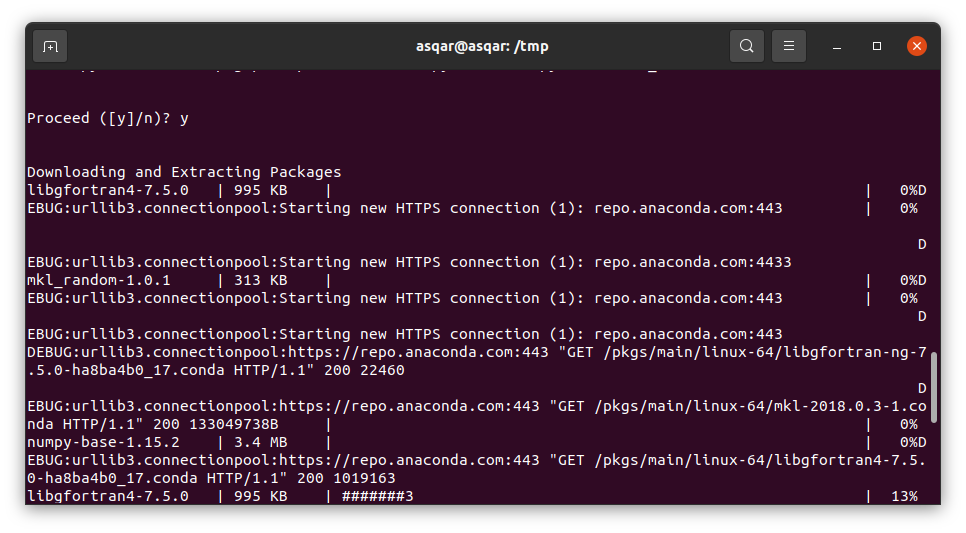 asqar@asqar: /tmp
Proceed ([y]/n)? y
Downloading and Extracting Packages
libgfortran4-7.5.0   | 995 KB    |                                                            |   0%D
EBUG:urllib3.connectionpool:Starting new HTTPS connection (1): repo.anaconda.com:443         |   0%
D
EBUG:urllib3.connectionpool:Starting new HTTPS connection (1): repo.anaconda.com:4433
mkl_random-1.0.1     | 313 KB    |                                                            |   0%D
EBUG:urllib3.connectionpool:Starting new HTTPS connection (1): repo.anaconda.com:443         |   0%
D
EBUG:urllib3.connectionpool:Starting new HTTPS connection (1): repo.anaconda.com:443
DEBUG:urllib3.connectionpool:https://repo.anaconda.com:443 "GET /pkgs/main/linux-64/libgfortran-ng-7
.5.0-ha8ba4b0_17.conda HTTP/1.1" 200 22460
D
EBUG:urllib3.connectionpool:https://repo.anaconda.com:443 "GET /pkgs/main/linux-64/mkl-2018.0.3-1.co
nda HTTP/1.1" 200 133049738B     |                                                            |   0%
numpy-base-1.15.2    | 3.4 MB    |                                                            |   0%D
EBUG:urllib3.connectionpool:https://repo.anaconda.com:443 "GET /pkgs/main/linux-64/libgfortran4-7.5.
0-ha8ba4b0_17.conda HTTP/1.1" 200 1019163
libgfortran4-7.5.0   | 995 KB    | #######3                                                   |  13%